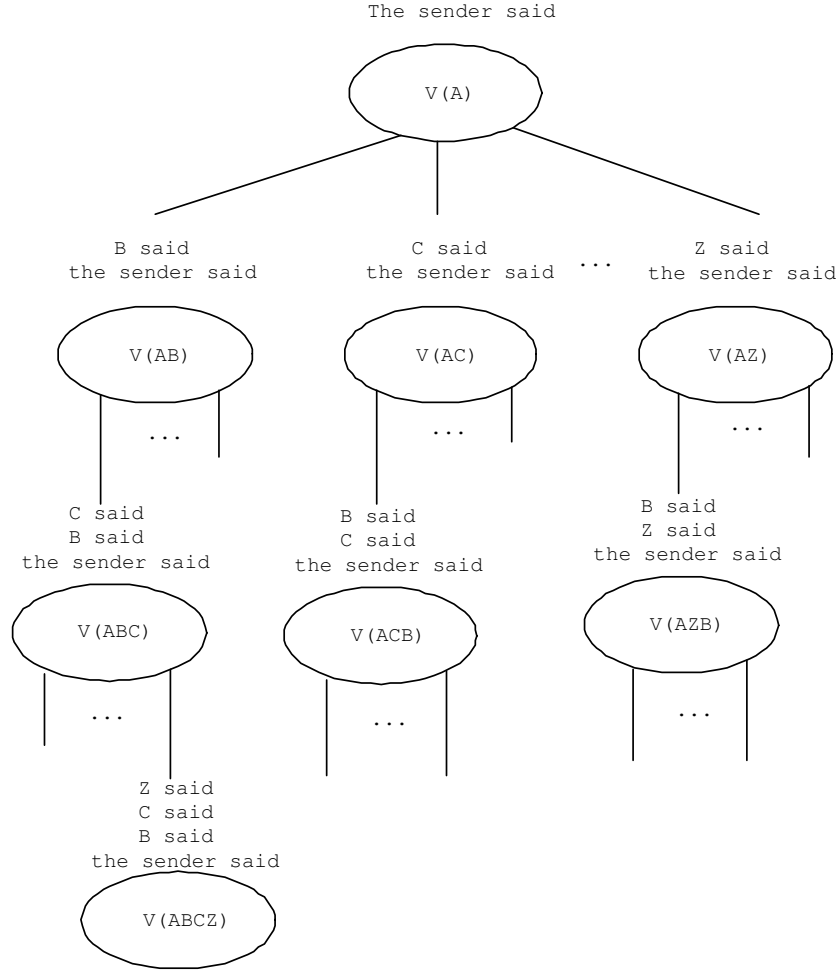 The sender said
V(A)
B said
the sender said
C said
the sender said
...
Z said
the sender said
V(AB)
V(AC)
V(AZ)
...
...
...
C said
B said
the sender said
B said
C said
the sender said
B said
Z said
the sender said
V(ABC)
V(ACB)
V(AZB)
...
...
...
Z said
C said
B said
the sender said
V(ABCZ)